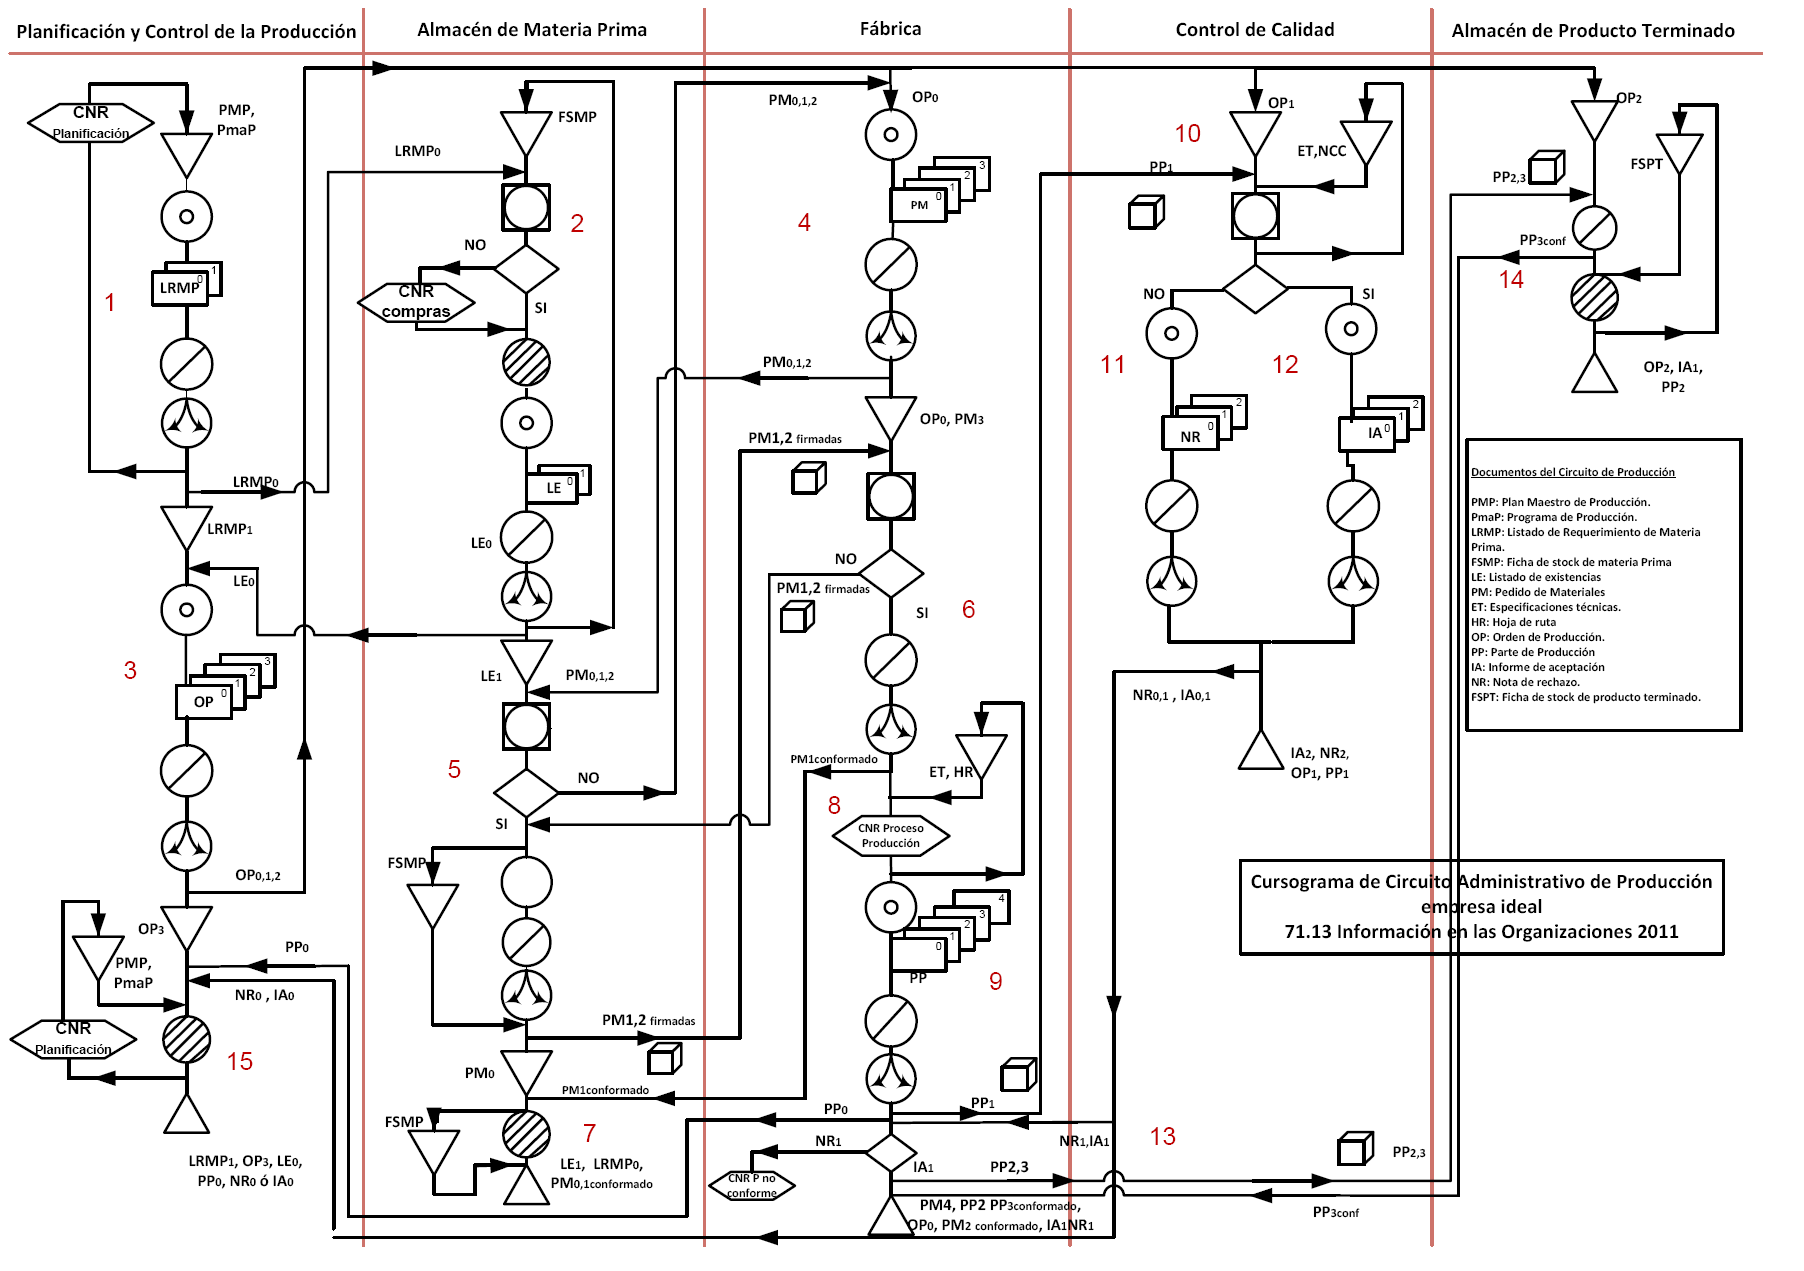 Planificación y Control de la Producción
Almacén de Materia Prima
Fábrica
Control de Calidad
Almacén de Producto Terminado
CNR
Planificación
PMP,
PmaP
LRMP
0
1
1
LRMP0
LRMP1
LE0
3
OP
0
1
2
3
OP0,1,2
OP3
PP0
PMP,
PmaP
NR0 , IA0
CNR
Planificación
15
LRMP1, OP3, LE0,
PP0, NR0 ó IA0
FSMP
LRMP0
2
NO
CNR
compras
SI
LE
0
1
LE0
LE1
PM0,1,2
5
NO
SI
FSMP
PM1,2 firmadas
PM0
PM1conformado
FSMP
7
LE1, LRMP0,
PM0,1conformado
PM0,1,2
OP0
PM
0
1
2
3
4
PM0,1,2
OP0, PM3
PM1,2 firmadas
NO
PM1,2 firmadas
SI
6
PM1conformado
ET, HR
8
CNR Proceso
Producción
0
1
2
3
4
PP
9
PP0
PP1
NR1
NR1,IA1
IA1
CNR P no
conforme
PP2,3
PM4, PP2 PP3conformado,
OP0, PM2 conformado, IA1NR1
10
OP1
ET,NCC
PP1
NO
SI
11
12
NR
0
1
2
IA
0
1
2
NR0,1 , IA0,1
IA2, NR2,
OP1, PP1
13
PP2,3
PP3conf
OP2
FSPT
PP2,3
PP3conf
14
OP2, IA1,
PP2
Documentos del Circuito de Producción
PMP: Plan Maestro de Producción.
PmaP: Programa de Producción.
LRMP: Listado de Requerimiento de Materia
Prima.
FSMP: Ficha de stock de materia Prima
LE: Listado de existencias
PM: Pedido de Materiales
ET: Especificaciones técnicas.
HR: Hoja de ruta
OP: Orden de Producción.
PP: Parte de Producción
IA: Informe de aceptación
NR: Nota de rechazo.
FSPT: Ficha de stock de producto terminado.
Cursograma de Circuito Administrativo de Producción
empresa ideal
71.13 Información en las Organizaciones 2011